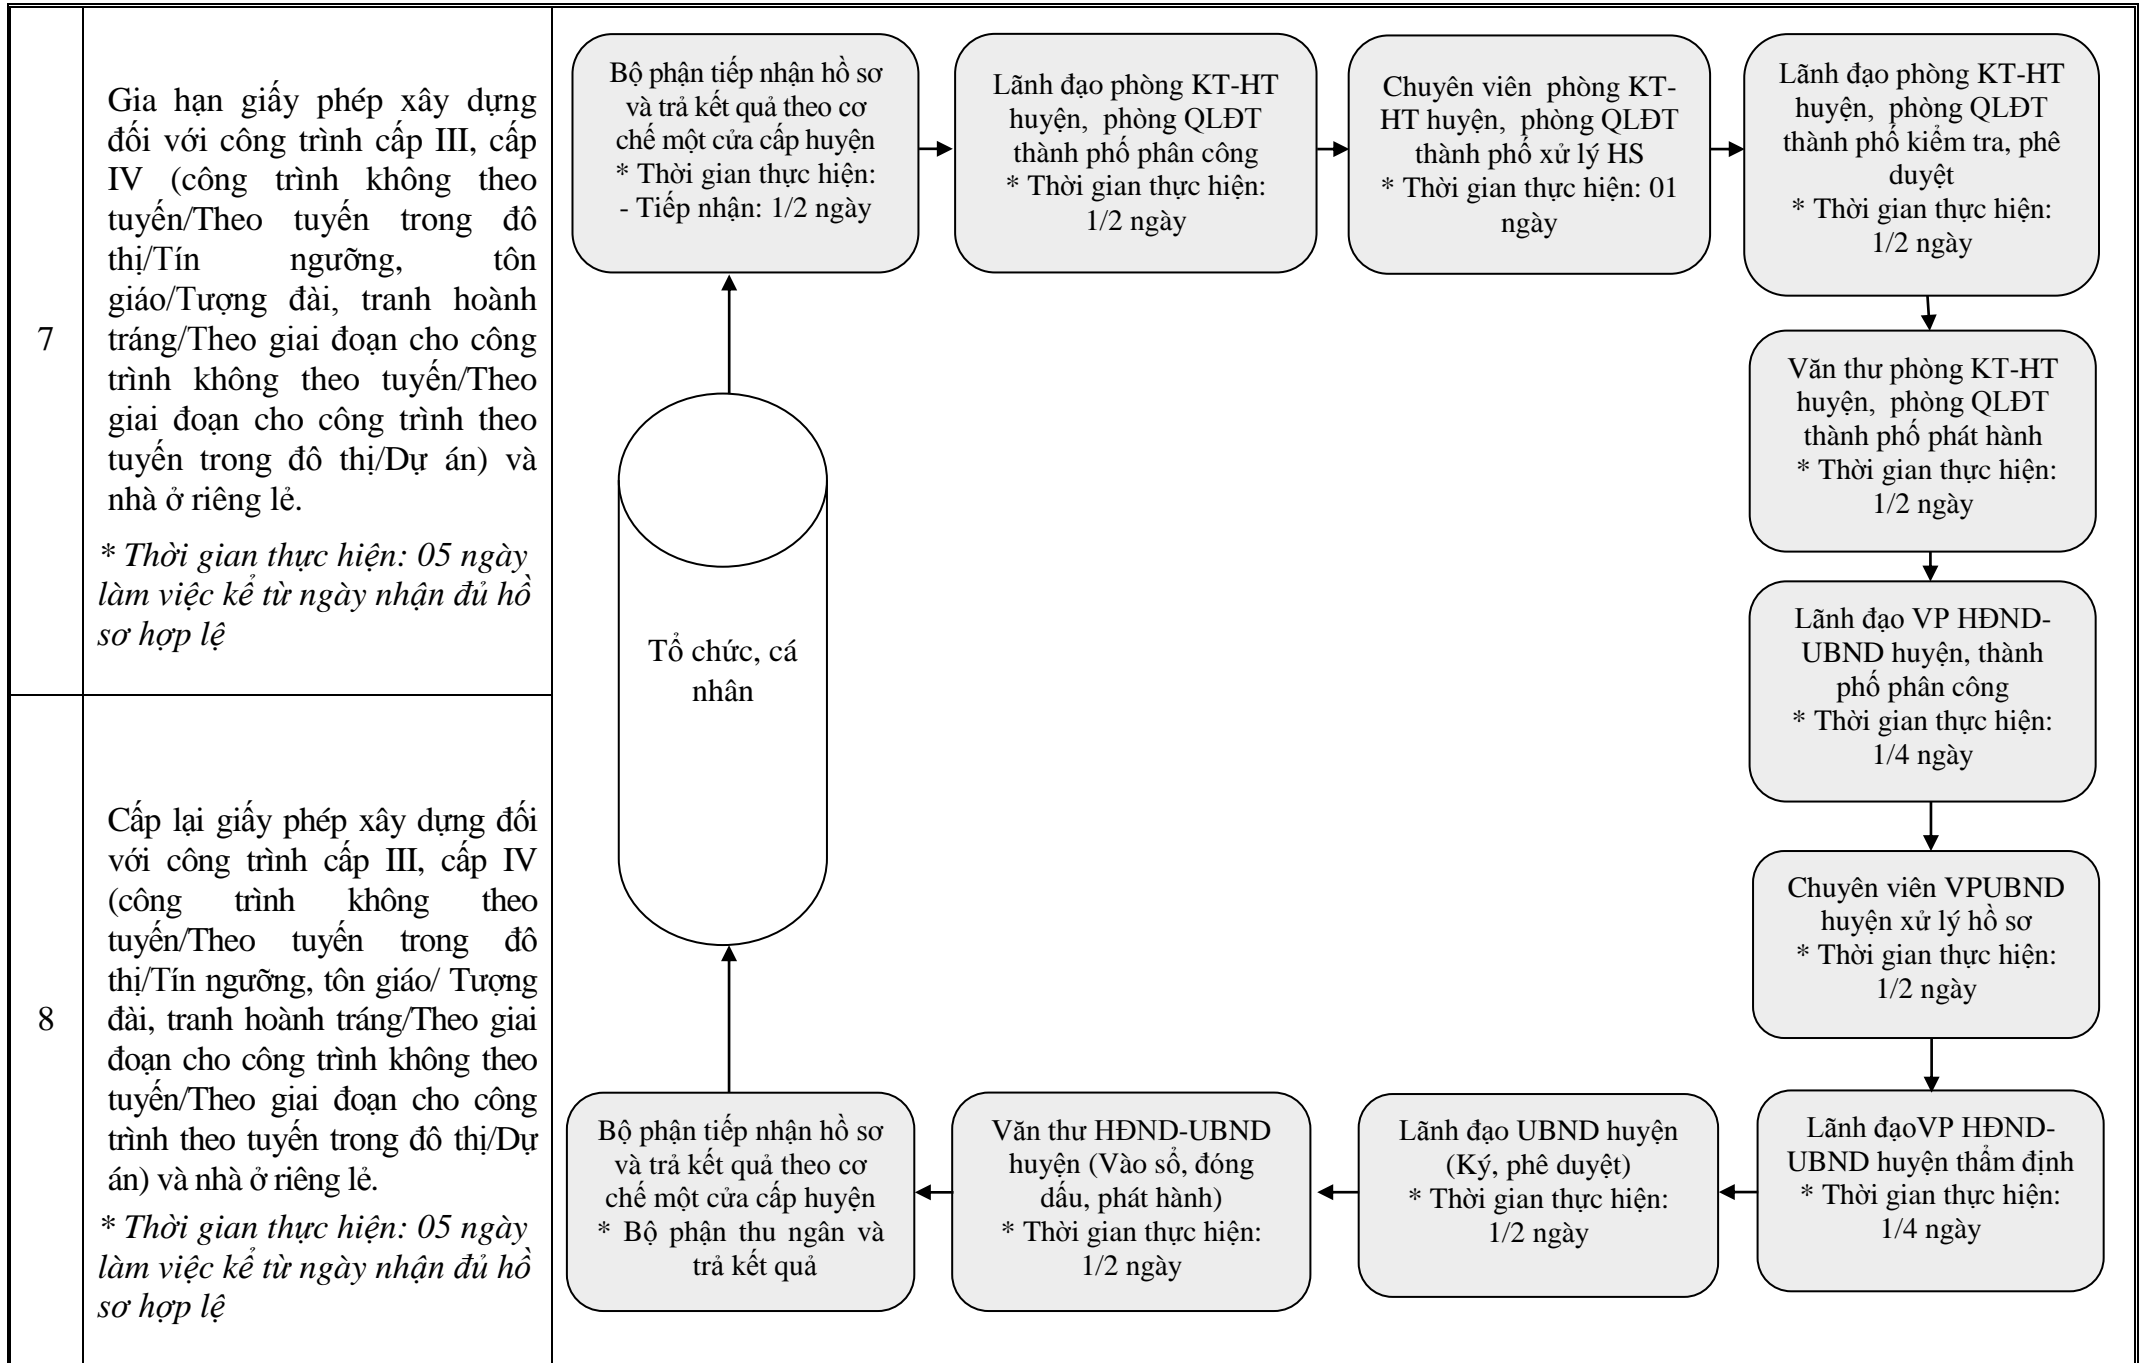 7
Gia hạn giấy phép xây dựng
đối với công trình cấp III, cấp
IV (công trình không theo
tuyến/Theo tuyến trong đô
thị/Tín ngưỡng, tôn
giáo/Tượng đài, tranh hoành
tráng/Theo giai đoạn cho công
trình không theo tuyến/Theo
giai đoạn cho công trình theo
tuyến trong đô thị/Dự án) và
nhà ở riêng lẻ.
* Thời gian thực hiện: 05 ngày
làm việc kể từ ngày nhận đủ hồ
sơ hợp lệ
8
Cấp lại giấy phép xây dựng đối
với công trình cấp III, cấp IV
(công trình không theo
tuyến/Theo tuyến trong đô
thị/Tín ngưỡng, tôn giáo/ Tượng
đài, tranh hoành tráng/Theo giai
đoạn cho công trình không theo
tuyến/Theo giai đoạn cho công
trình theo tuyến trong đô thị/Dự
án) và nhà ở riêng lẻ.
* Thời gian thực hiện: 05 ngày
làm việc kể từ ngày nhận đủ hồ
sơ hợp lệ
Bộ phận tiếp nhận hồ sơ
và trả kết quả theo cơ
chế một cửa cấp huyện
* Thời gian thực hiện:
- Tiếp nhận: 1/2 ngày
Lãnh đạo phòng KT-HT
huyện, phòng QLĐT
thành phố phân công
* Thời gian thực hiện:
1/2 ngày
Chuyên viên phòng KT-
HT huyện, phòng QLĐT
thành phố xử lý HS
* Thời gian thực hiện: 01
ngày
Lãnh đạo phòng KT-HT
huyện, phòng QLĐT
thành phố kiểm tra, phê
duyệt
* Thời gian thực hiện:
1/2 ngày
Văn thư phòng KT-HT
huyện, phòng QLĐT
thành phố phát hành
* Thời gian thực hiện:
1/2 ngày
Lãnh đạo VP HĐND-
UBND huyện, thành
phố phân công
* Thời gian thực hiện:
1/4 ngày
Chuyên viên VPUBND
huyện xử lý hồ sơ
* Thời gian thực hiện:
1/2 ngày
Lãnh đạoVP HĐND-
UBND huyện thẩm định
* Thời gian thực hiện:
1/4 ngày
Lãnh đạo UBND huyện
(Ký, phê duyệt)
* Thời gian thực hiện:
1/2 ngày
Văn thư HĐND-UBND
huyện (Vào sổ, đóng
dấu, phát hành)
* Thời gian thực hiện:
1/2 ngày
Bộ phận tiếp nhận hồ sơ
và trả kết quả theo cơ
chế một cửa cấp huyện
* Bộ phận thu ngân và
trả kết quả
Tổ chức, cá
nhân